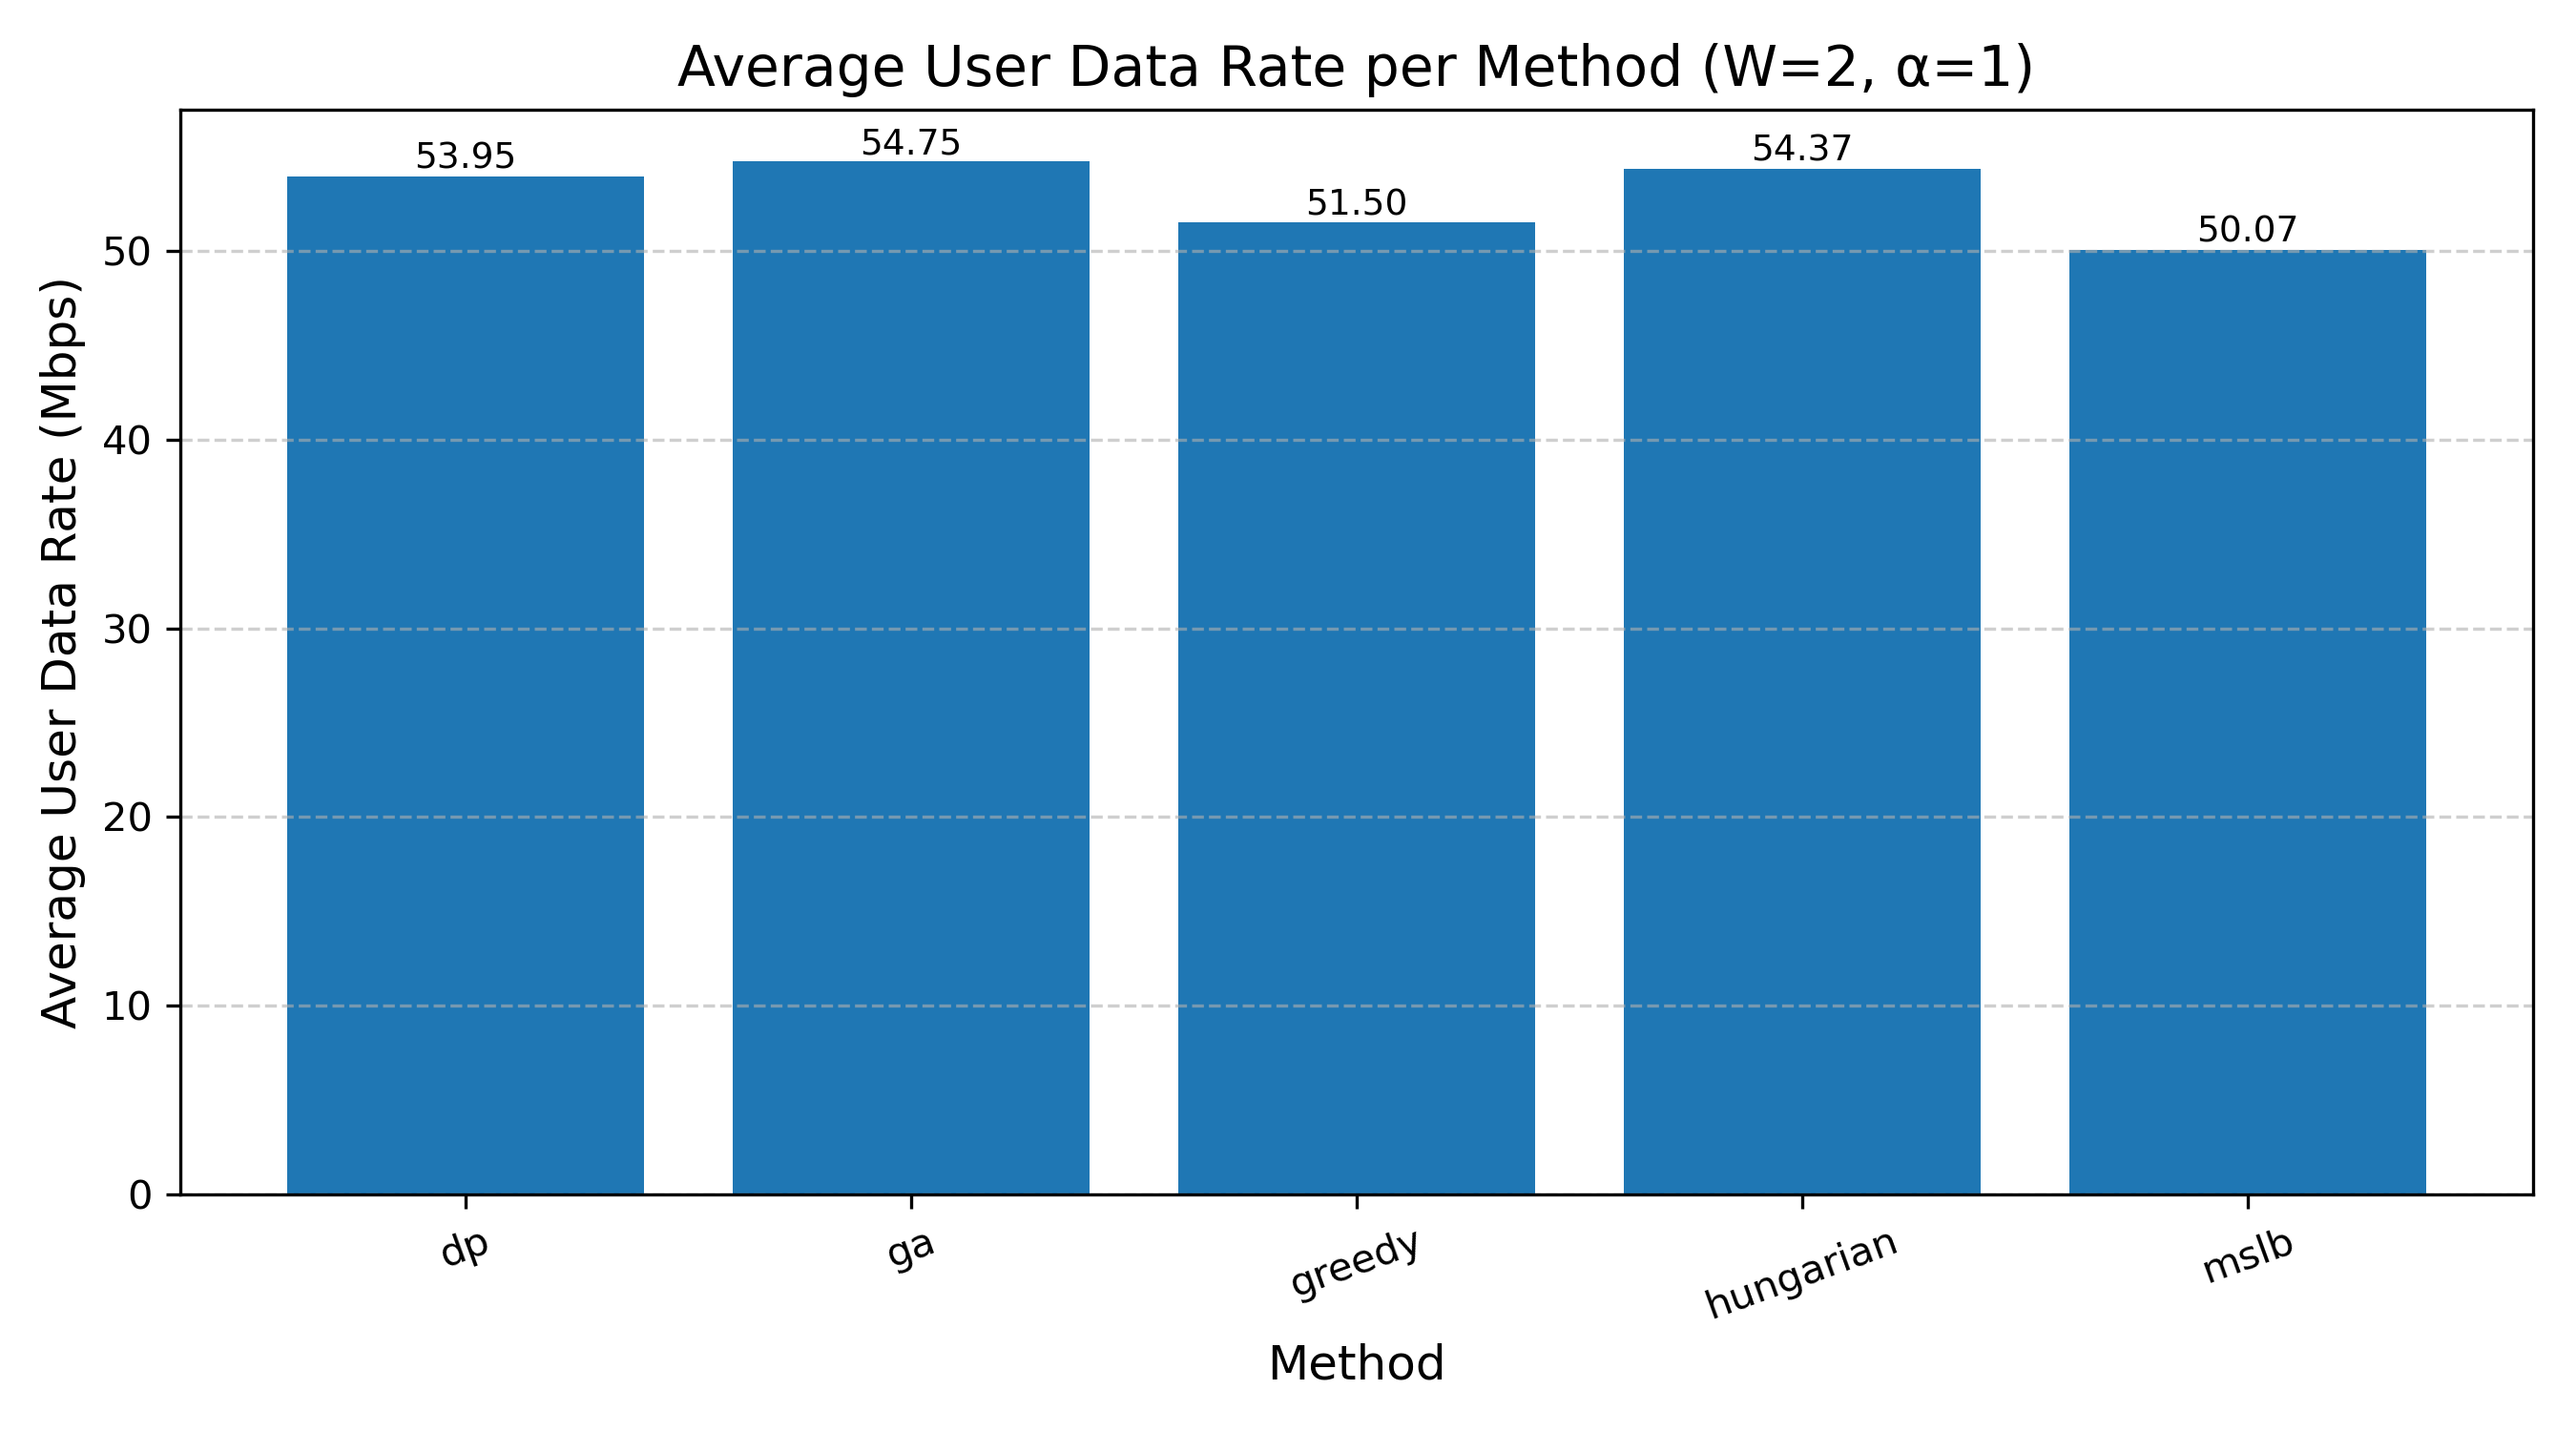 Average User Data Rate per Method (W=2, α=1)
Average User Data Rate (Mbps)
50
40
30
20
10
0
53.95
54.75
51.50
54.37
50.07
dp
ga
greedy
hungarian
mslb
Method